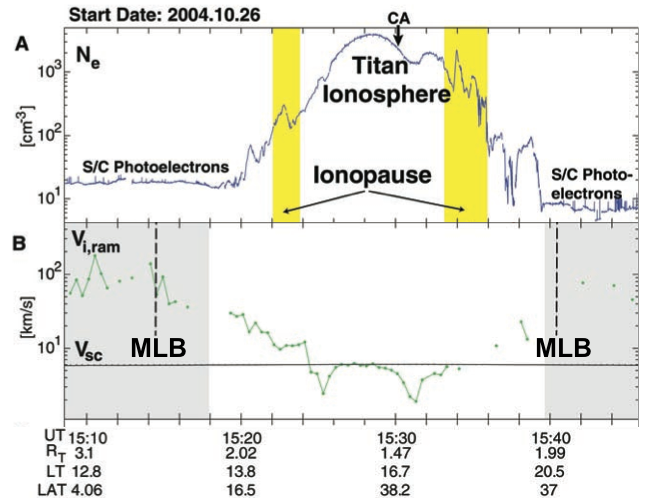 Start Date: 2004.10.26
CA
A
Nₑ
10³
Titan
Ionosphere
[cm⁻³]
10²
S/C Photoelectrons
Ionopause
S/C Photo-
electrons
10¹
B
Vᵢ,ram
10²
[km/s]
MLB
MLB
10¹
Vsc
UT 15:10 15:20 15:30 15:40
R_T 3.1 2.02 1.47 1.99
LT 12.8 13.8 16.7 20.5
LAT 4.06 16.5 38.2 37